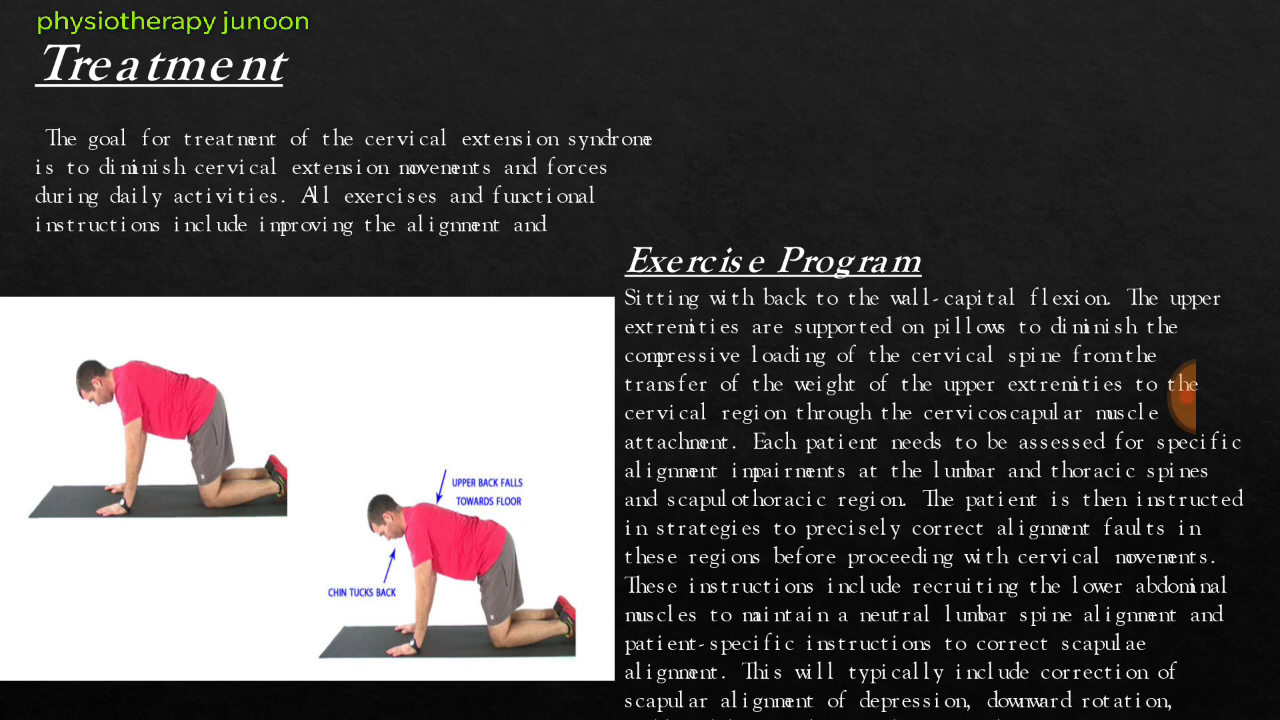 physiotherapy junoon
Treatment
The goal for treatment of the cervical extension syndrome
is to diminish cervical extension movements and forces
during daily activities. All exercises and functional
instructions include improving the alignment and
Exercise Program
Sitting with back to the wall-capital flexion. The upper
extremities are supported on pillows to diminish the
compressive loading of the cervical spine from the
transfer of the weight of the upper extremities to the
cervical region through the cervicoscapular muscle
attachment. Each patient needs to be assessed for specific
alignment impairments at the lumbar and thoracic spines
and scapulothoracic region. The patient is then instructed
in strategies to precisely correct alignment faults in
these regions before proceeding with cervical movements.
These instructions include recruiting the lower abdominal
muscles to maintain a neutral lumbar spine alignment and
patient-specific instructions to correct scapulae
alignment. This will typically include correction of
scapular alignment of depression, downward rotation,
UPPER BACK FALLS
TOWARDS FLOOR
CHIN TUCKS BACK